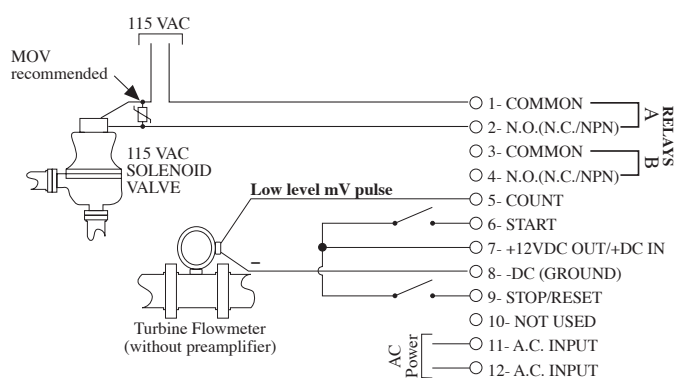 115 VAC
MOV
recommended
115 VAC
SOLENOID
VALVE
Low level mV pulse
–
Turbine Flowmeter
(without preamplifier)
1- COMMON
2- N.O.(N.C./NPN)
3- COMMON
4- N.O.(N.C./NPN)
5- COUNT
6- START
7- +12VDC OUT/+DC IN
8- -DC (GROUND)
9- STOP/RESET
10- NOT USED
11- A.C. INPUT
12- A.C. INPUT
A
B
RELAYS
AC
Power